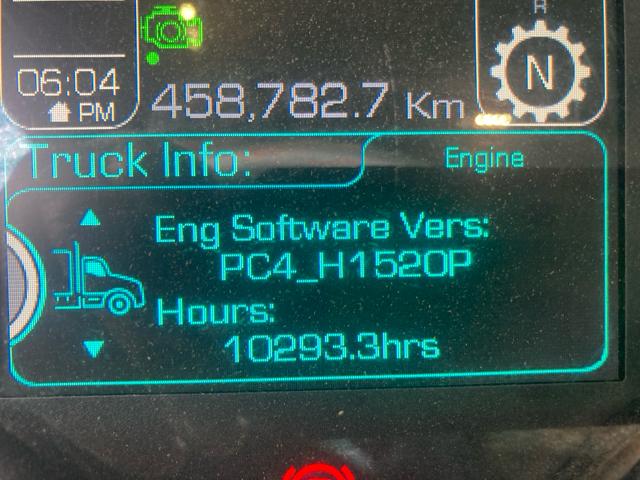 R
06:04
PM
458,782.7 Km
N
Truck Info:
Engine
Eng Software Vers:
PC4_H1520P
Hours:
10293.3hrs